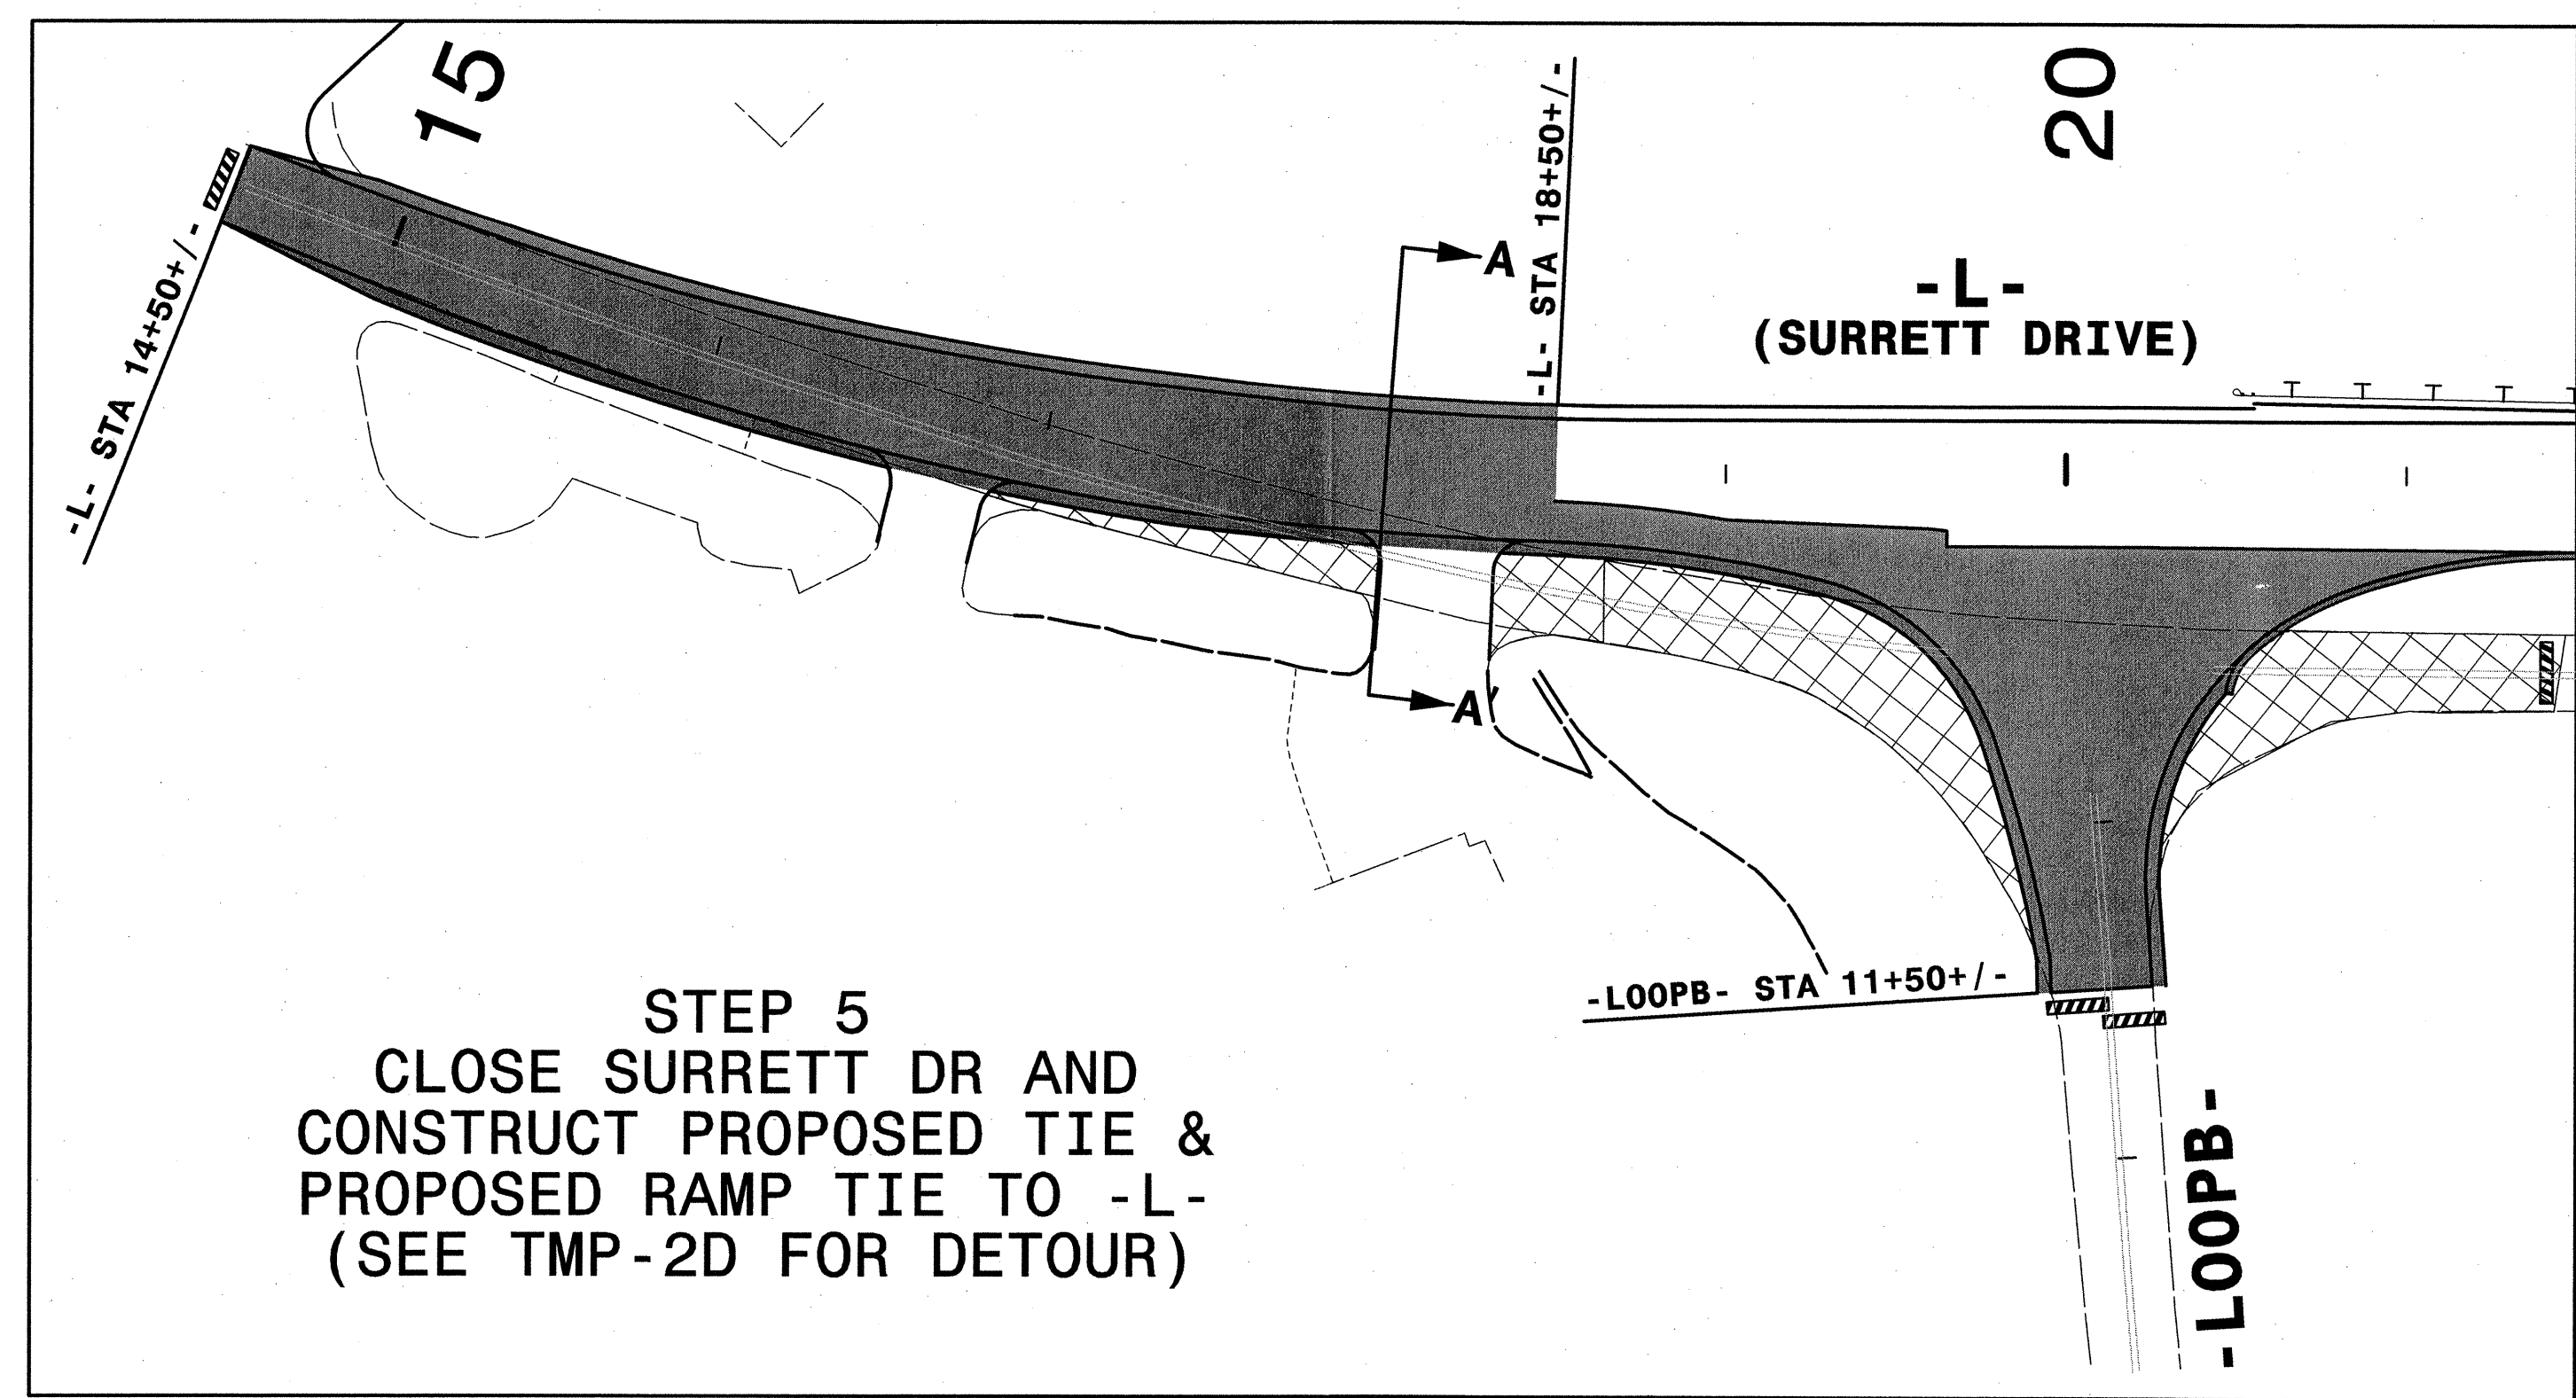 15
20
-L- STA 14+50+/-
-L- STA 18+50+/-
A
-L-
(SURRETT DRIVE)
A
-LOOPB- STA 11+50+/-
-LOOPB-
STEP 5
CLOSE SURRETT DR AND
CONSTRUCT PROPOSED TIE &
PROPOSED RAMP TIE TO -L-
(SEE TMP-2D FOR DETOUR)